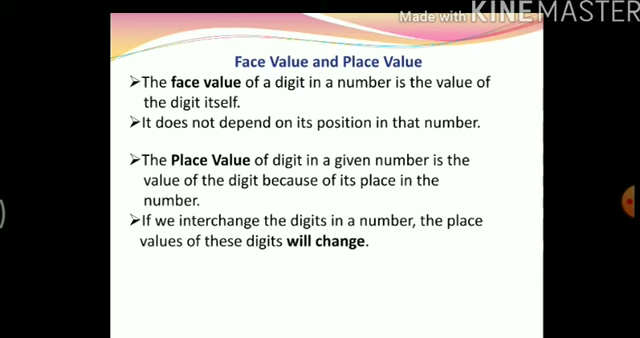 Made with KINEMASTER
Face Value and Place Value
➢The face value of a digit in a number is the value of
the digit itself.
➢It does not depend on its position in that number.
➢The Place Value of digit in a given number is the
value of the digit because of its place in the
number.
➢If we interchange the digits in a number, the place
values of these digits will change.